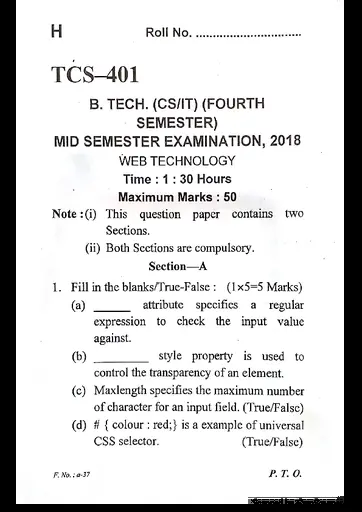 H
Roll No. ................................
TCS–401
B. TECH. (CS/IT) (FOURTH
SEMESTER)
MID SEMESTER EXAMINATION, 2018
WEB TECHNOLOGY
Time : 1 : 30 Hours
Maximum Marks : 50
Note : (i) This question paper contains two
Sections.
(ii) Both Sections are compulsory.
Section—A
1. Fill in the blanks/True-False : (1×5=5 Marks)
(a) ______ attribute specifies a regular
expression to check the input value
against.
(b) ________ style property is used to
control the transparency of an element.
(c) Maxlength specifies the maximum number
of character for an input field. (True/False)
(d) # { colour : red;} is a example of universal
CSS selector. (True/False)
F. No. : a-37
P. T. O.